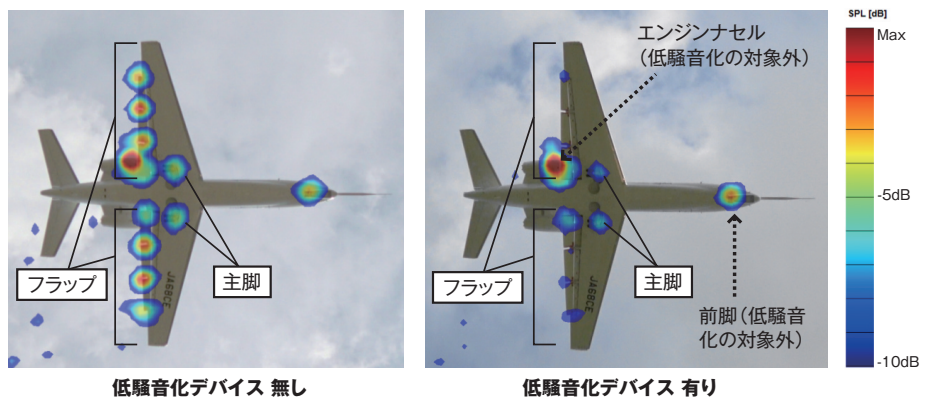 エンジンナセル
（低騒音化の対象外）
SPL [dB]
Max
-5dB
-10dB
フラップ
主脚
JA68CE
フラップ
主脚
JA68CE
前脚（低騒音
化の対象外）
低騒音化デバイス 無し
低騒音化デバイス 有り